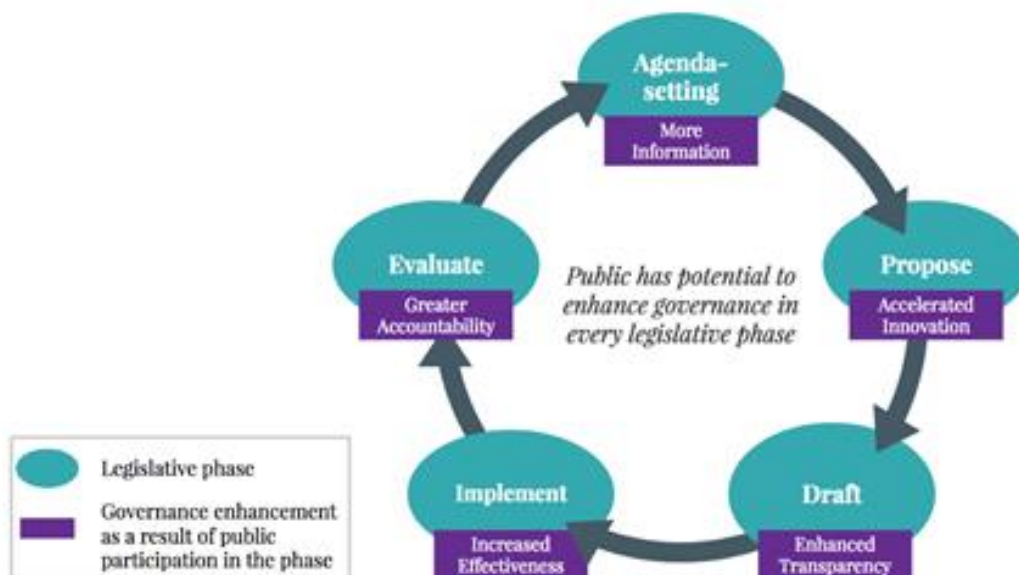 Agenda-
setting
More
Information
Evaluate
Greater
Accountability
Public has potential to
enhance governance in
every legislative phase
Propose
Accelerated
Innovation
Implement
Increased
Effectiveness
Draft
Enhanced
Transparency
Legislative phase
Governance enhancement
as a result of public
participation in the phase